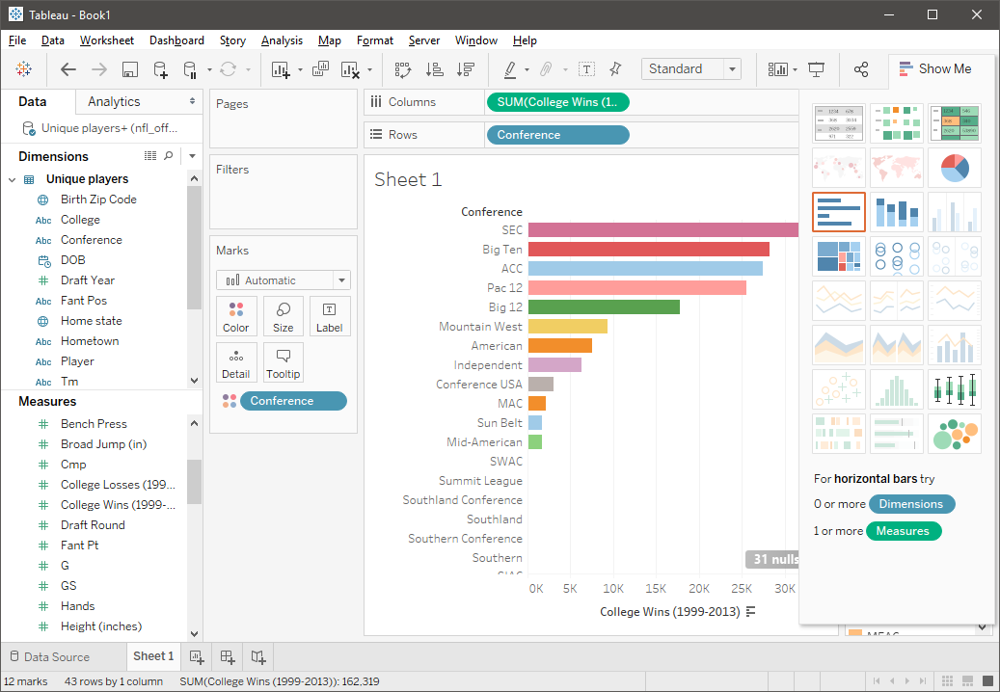 Tableau - Book1
File Data Worksheet Dashboard Story Analysis Map Format Server Window Help
Standard
Show Me
Data Analytics
Unique players+ (nfl_off...
Dimensions
Unique players
Birth Zip Code
Abc College
Abc Conference
DOB
Draft Year
Abc Fant Pos
Home state
Abc Hometown
Abc Player
Abc Tm
Measures
Bench Press
Broad Jump (in)
Cmp
College Losses (199...
College Wins (1999-...
Draft Round
Fant Pt
G
GS
Hands
Height (inches)
Pages
Filters
Marks
Automatic
Color Size Label
Detail Tooltip
Conference
Columns SUM(College Wins (1..
Rows Conference
Sheet 1
Conference
SEC
Big Ten
ACC
Pac 12
Big 12
Mountain West
American
Independent
Conference USA
MAC
Sun Belt
Mid-American
SWAC
Summit League
Southland Conference
Southland
Southern Conference
Southern
31 nulls
0K 5K 10K 15K 20K 25K 30K
College Wins (1999-2013)
For horizontal bars try
0 or more Dimensions
1 or more Measures
Data Source Sheet 1
12 marks 43 rows by 1 column SUM(College Wins (1999-2013)): 162,319